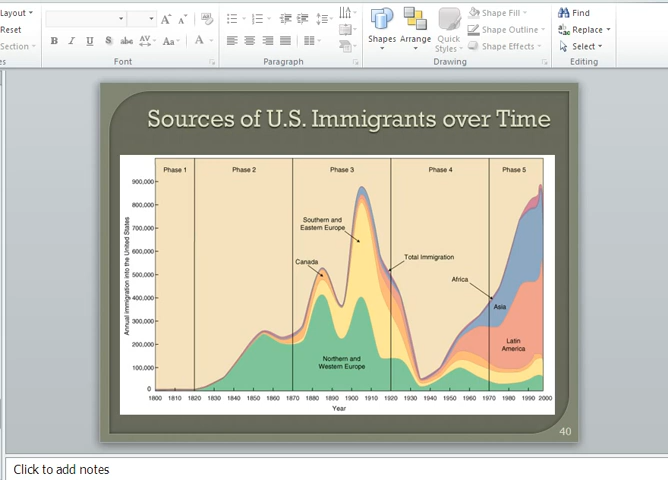 Layout
Reset
Section
A A
B I U S abc AV Aa A
Font
Paragraph
Shapes
Arrange
Quick
Styles
Shape Fill
Shape Outline
Shape Effects
Drawing
Find
Replace
Select
Editing
Sources of U.S. Immigrants over Time
Phase 1
Phase 2
Phase 3
Phase 4
Phase 5
Annual immigration into the United States
900,000
800,000
700,000
600,000
500,000
400,000
300,000
200,000
100,000
0
Southern and
Eastern Europe
Canada
Total Immigration
Africa
Asia
Latin
America
Northern and
Western Europe
1800 1810 1820 1830 1840 1850 1860 1870 1880 1890 1900 1910 1920 1930 1940 1950 1960 1970 1980 1990 2000
Year
40
Click to add notes